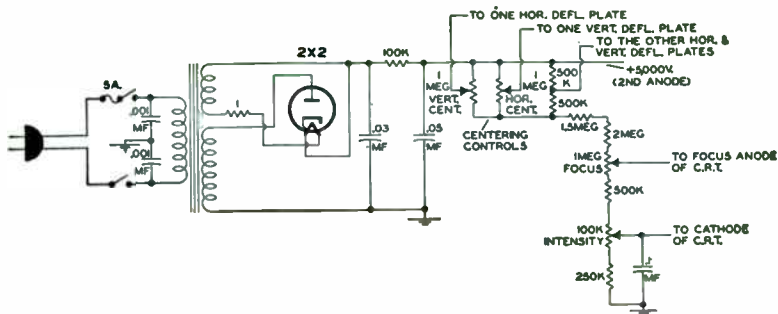 TO ONE HOR. DEFL. PLATE
TO ONE VERT. DEFL. PLATE
TO THE OTHER HOR. &
VERT. DEFL. PLATES
+5,000V.
(2ND ANODE)
2X2
100K
5A.
.001
MF
.001
MF
1
.03
MF
.05
MF
1
MEG
VERT.
CENT.
1
MEG
HOR.
CENT.
500
K
500K
CENTERING
CONTROLS
1.5MEG
2MEG
1MEG
FOCUS
TO FOCUS ANODE
OF C.R.T.
500K
100K
INTENSITY
TO CATHODE
OF C.R.T.
250K
MF